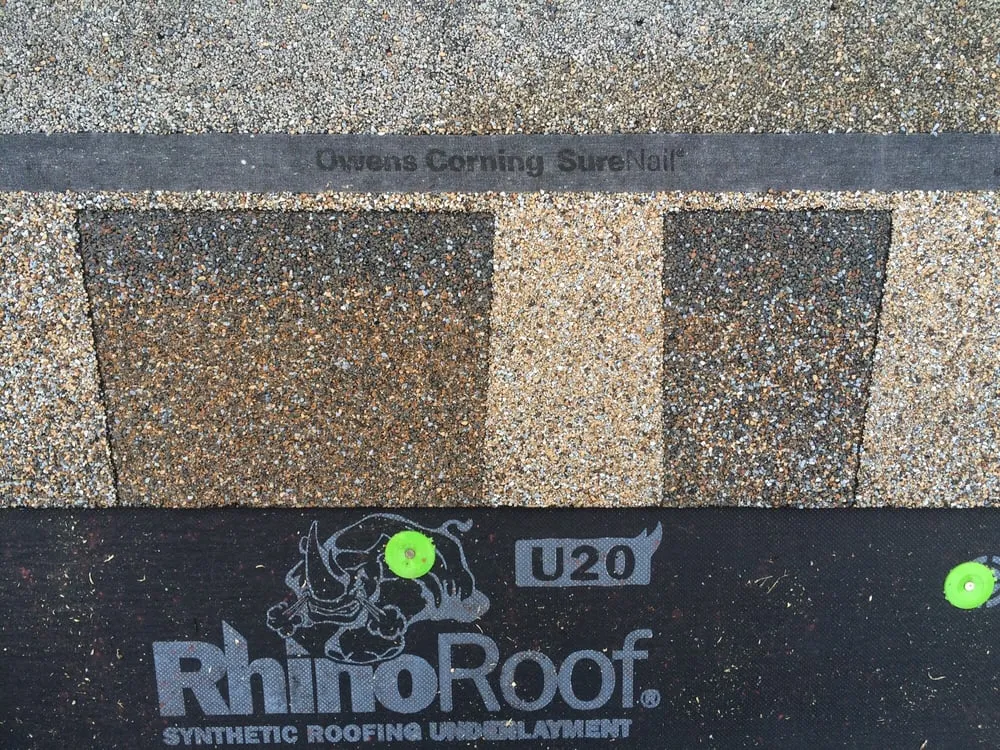 Owens Corning SureNail®
U20
RhinoRoof®
SYNTHETIC ROOFING UNDERLAYMENT